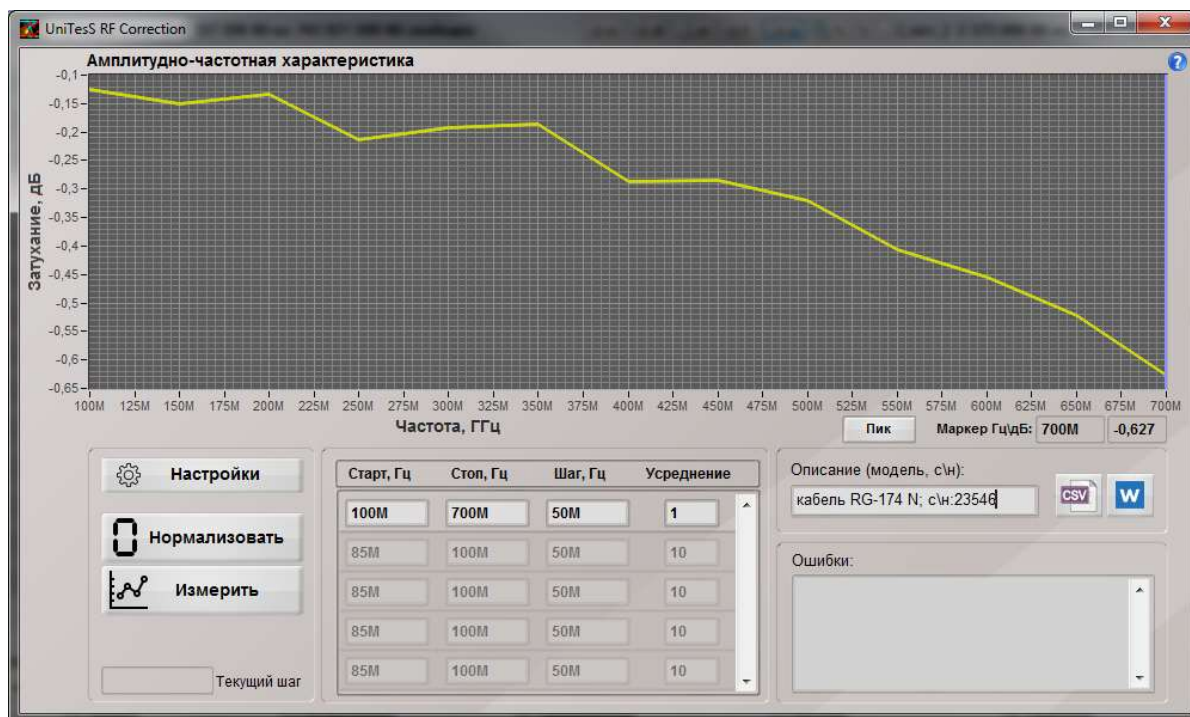 UniTesS RF Correction
Амплитудно-частотная характеристика
Затухание, дБ
-0,1
-0,15
-0,2
-0,25
-0,3
-0,35
-0,4
-0,45
-0,5
-0,55
-0,6
-0,65
100M 125M 150M 175M 200M 225M 250M 275M 300M 325M 350M 375M 400M 425M 450M 475M 500M 525M 550M 575M 600M 625M 650M 675M 700M
Частота, ГГц
Пик Маркер Гц\дБ: 700M -0,627
Настройки
Нормализовать
Измерить
Текущий шаг
Старт, Гц Стоп, Гц Шаг, Гц Усреднение
100M 700M 50M 1
85M 100M 50M 10
85M 100M 50M 10
85M 100M 50M 10
85M 100M 50M 10
Описание (модель, с\н):
кабель RG-174 N; с\н:23546
CSV W
Ошибки: